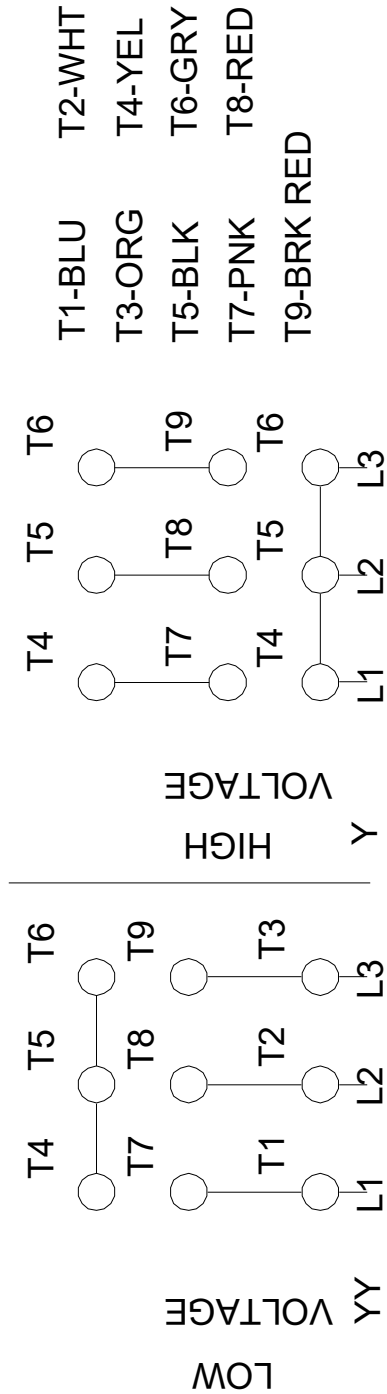 LOW
VOLTAGE
YY
T4 T5 T6
T7 T8 T9
T1 T2 T3
L1 L2 L3
HIGH
VOLTAGE
Y
T4 T5 T6
T7 T8 T9
T4 T5 T6
L1 L2 L3
T1-BLU T2-WHT
T3-ORG T4-YEL
T5-BLK T6-GRY
T7-PNK T8-RED
T9-BRK RED